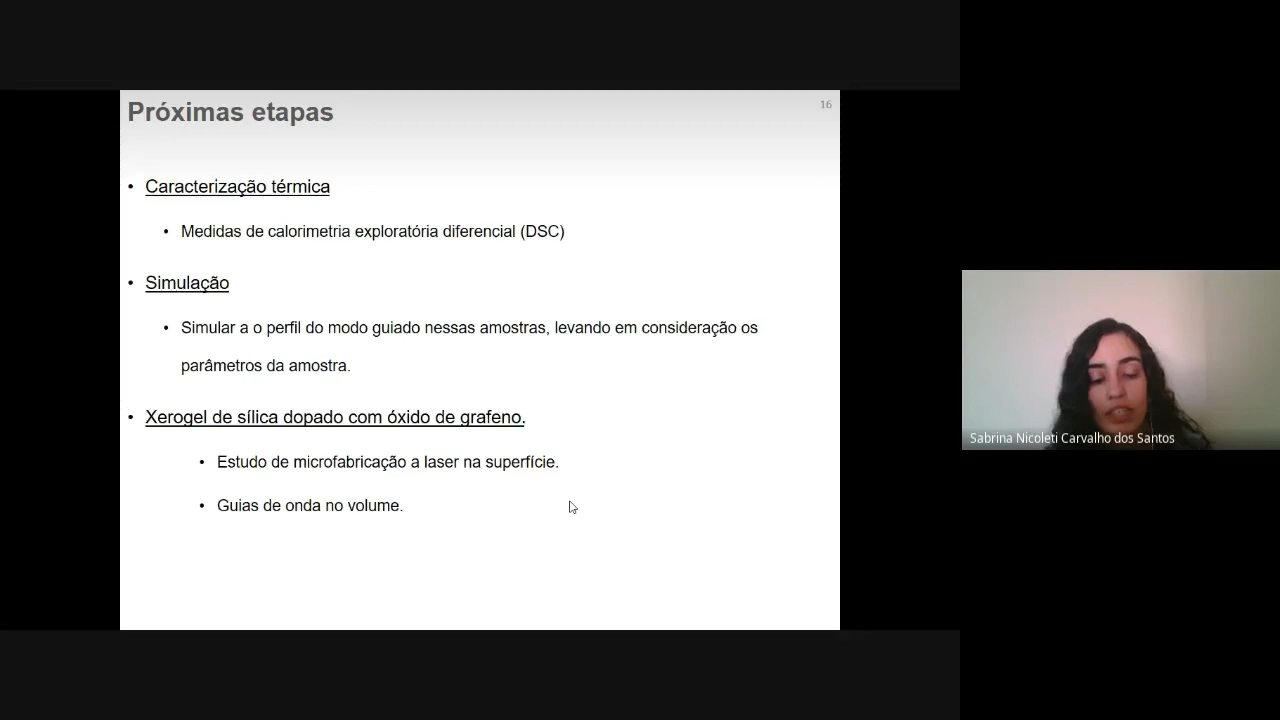 Próximas etapas
16
• Caracterização térmica
• Medidas de calorimetria exploratória diferencial (DSC)
• Simulação
• Simular a o perfil do modo guiado nessas amostras, levando em consideração os
parâmetros da amostra.
• Xerogel de sílica dopado com óxido de grafeno.
• Estudo de microfabricação a laser na superfície.
• Guias de onda no volume.
Sabrina Nicoleti Carvalho dos Santos